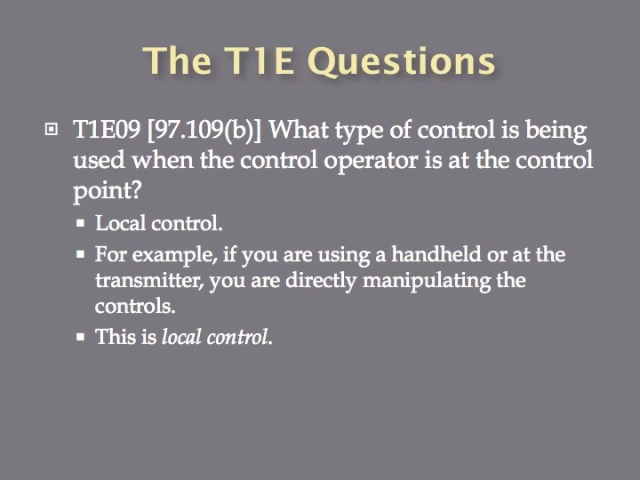 The T1E Questions
T1E09 [97.109(b)] What type of control is being
used when the control operator is at the control
point?
Local control.
For example, if you are using a handheld or at the
transmitter, you are directly manipulating the
controls.
This is local control.